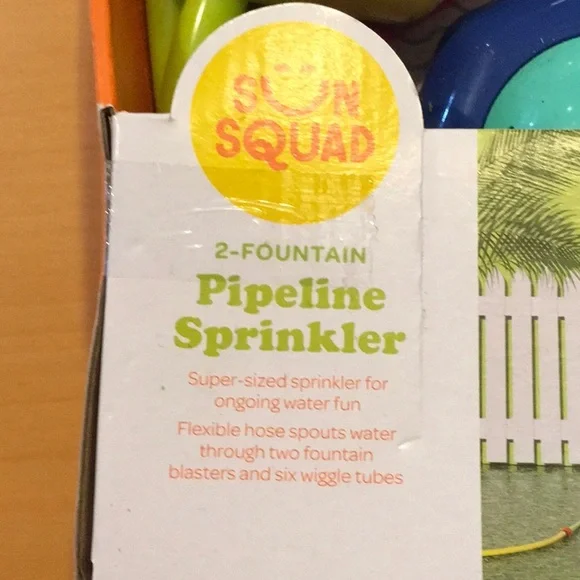 SUN
SQUAD
2-FOUNTAIN
Pipeline
Sprinkler
Super-sized sprinkler for
ongoing water fun
Flexible hose spouts water
through two fountain
blasters and six wiggle tubes